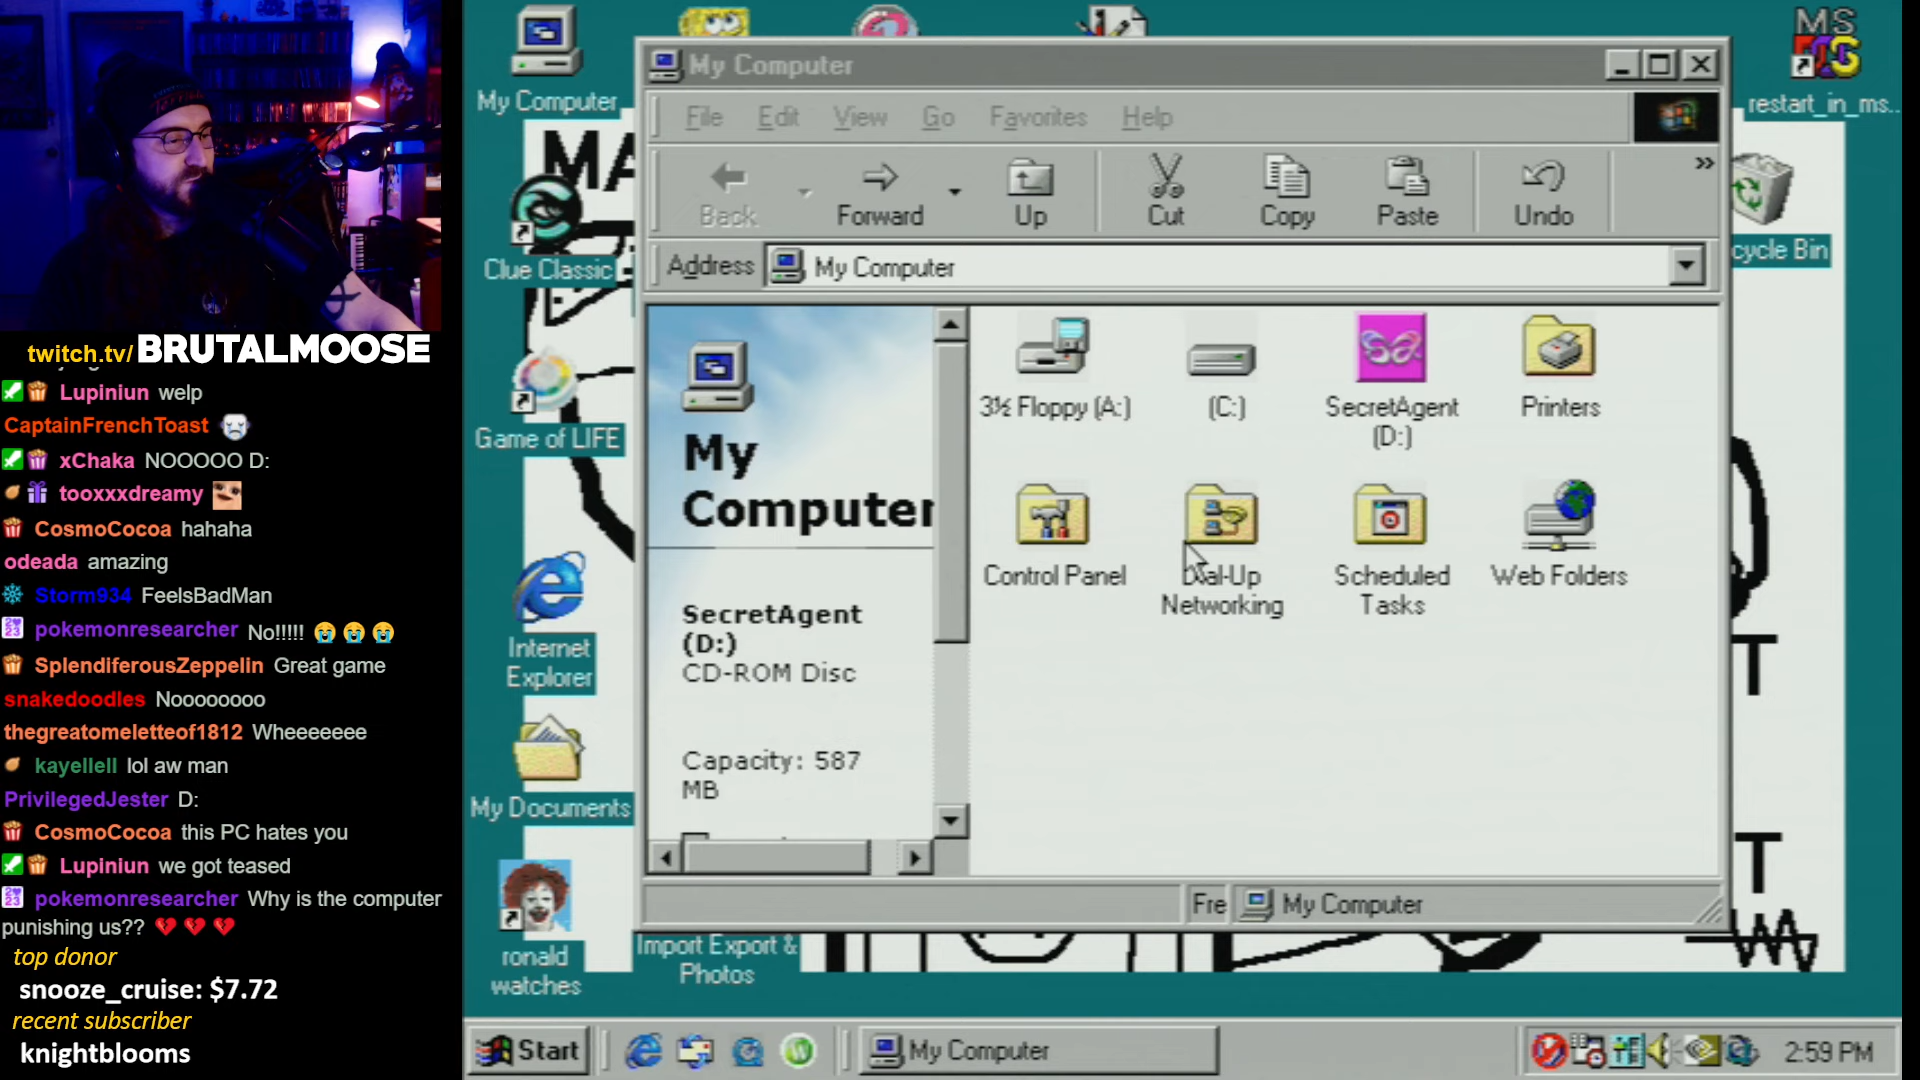 twitch.tv/BRUTALMOOSE
Lupiniun welp
CaptainFrenchToast
xChaka NOOOOO D:
tooxxxdreamy
CosmoCocoa hahaha
odeada amazing
Storm934 FeelsBadMan
pokemonresearcher No!!!!! 😭 😭 😭
SplendiferousZeppelin Great game
snakedoodles Noooooooo
thegreatomeletteof1812 Wheeeeeee
kayellell lol aw man
PrivilegedJester D:
CosmoCocoa this PC hates you
Lupiniun we got teased
pokemonresearcher Why is the computer
punishing us?? 💔 💔 💔
top donor
snooze_cruise: $7.72
recent subscriber
knightblooms
My Computer
Clue Classic
Game of LIFE
Internet
Explorer
My Documents
ronald
watches
Import Export &
Photos
MA
MS
restart_in_ms...
cycle Bin
T
T
My Computer
File Edit View Go Favorites Help
Back Forward Up Cut Copy Paste Undo
Address My Computer
My
Computer
SecretAgent
(D:)
CD-ROM Disc
Capacity: 587
MB
3½ Floppy (A:)
(C:)
SecretAgent
(D:)
Printers
Control Panel
Dial-Up
Networking
Scheduled
Tasks
Web Folders
Fre My Computer
Start My Computer 2:59 PM